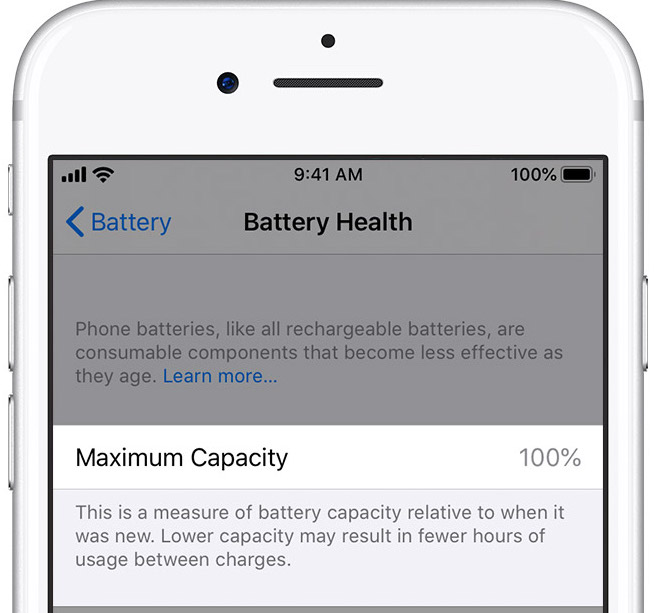 9:41 AM 100%
Battery Battery Health
Phone batteries, like all rechargeable batteries, are
consumable components that become less effective as
they age. Learn more...
Maximum Capacity 100%
This is a measure of battery capacity relative to when it
was new. Lower capacity may result in fewer hours of
usage between charges.